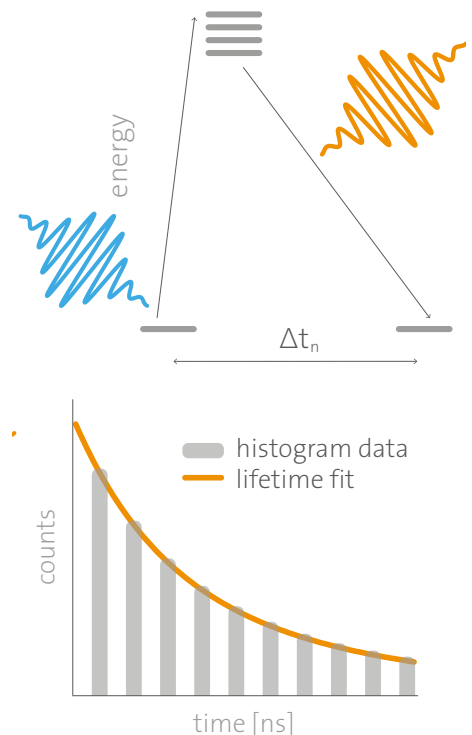 energy
Δtₙ
histogram data
lifetime fit
counts
time [ns]